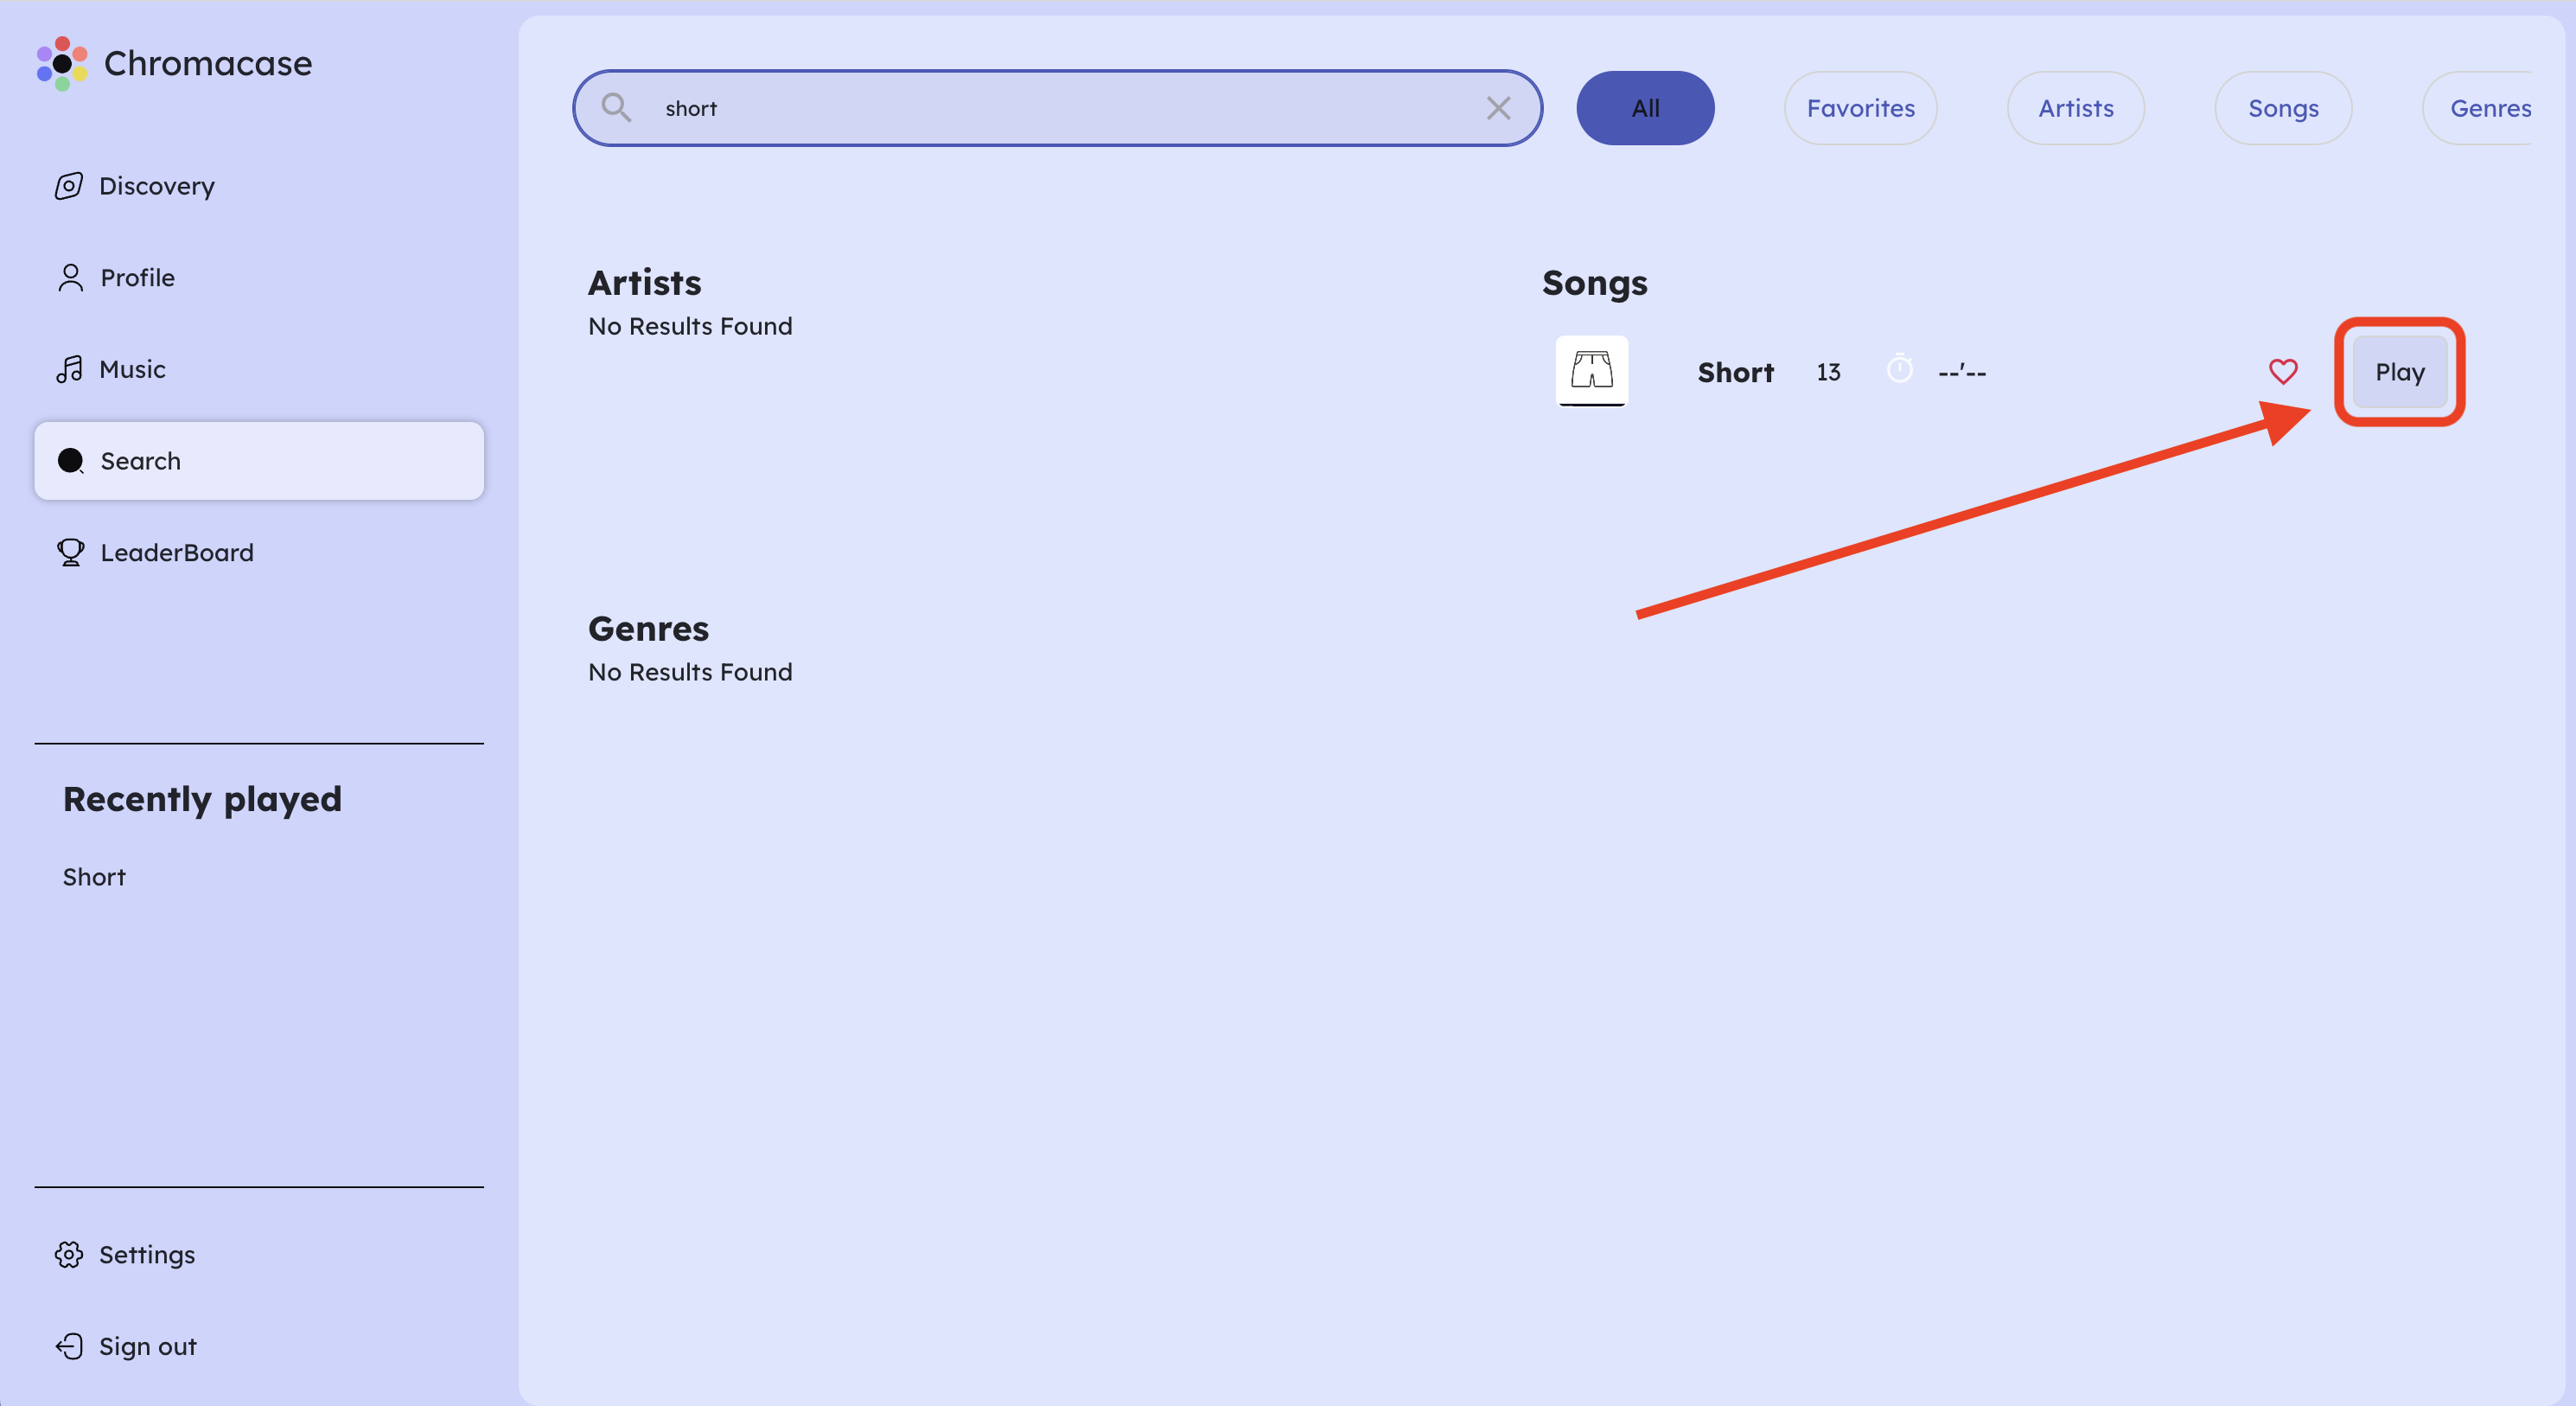 Chromacase
Discovery
Profile
Music
Search
LeaderBoard
Recently played
Short
Settings
Sign out
short
All
Favorites
Artists
Songs
Genres
Artists
No Results Found
Songs
Short 13 --'-- Play
Genres
No Results Found